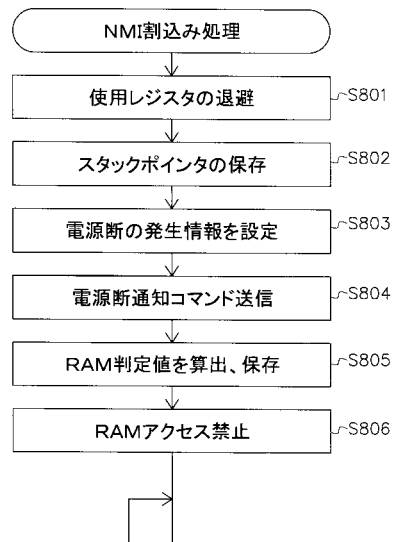 NMI割込み処理
使用レジスタの退避
S801
スタックポインタの保存
S802
電源断の発生情報を設定
S803
電源断通知コマンド送信
S804
RAM判定値を算出、保存
S805
RAMアクセス禁止
S806